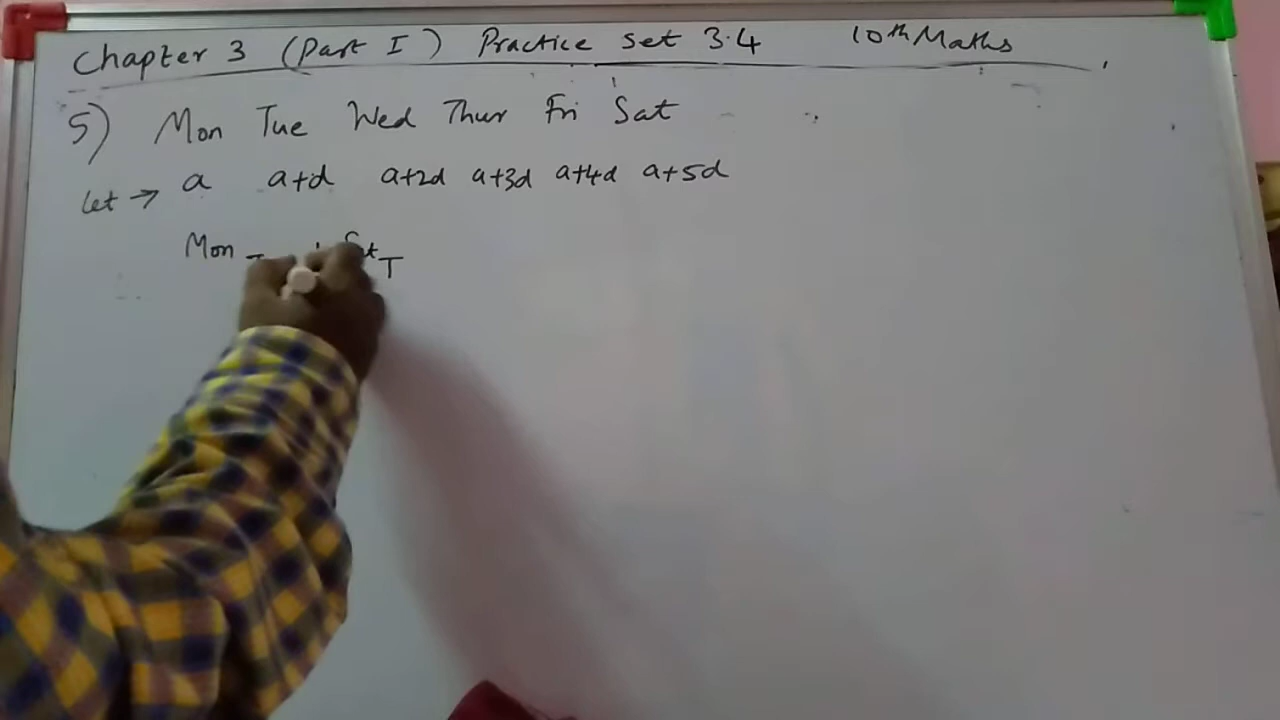 Chapter 3 (Part I) Practice Set 3.4 10th Maths
5) Mon Tue Wed Thur Fri Sat
let → a a+d a+2d a+3d a+4d a+5d
Mon T